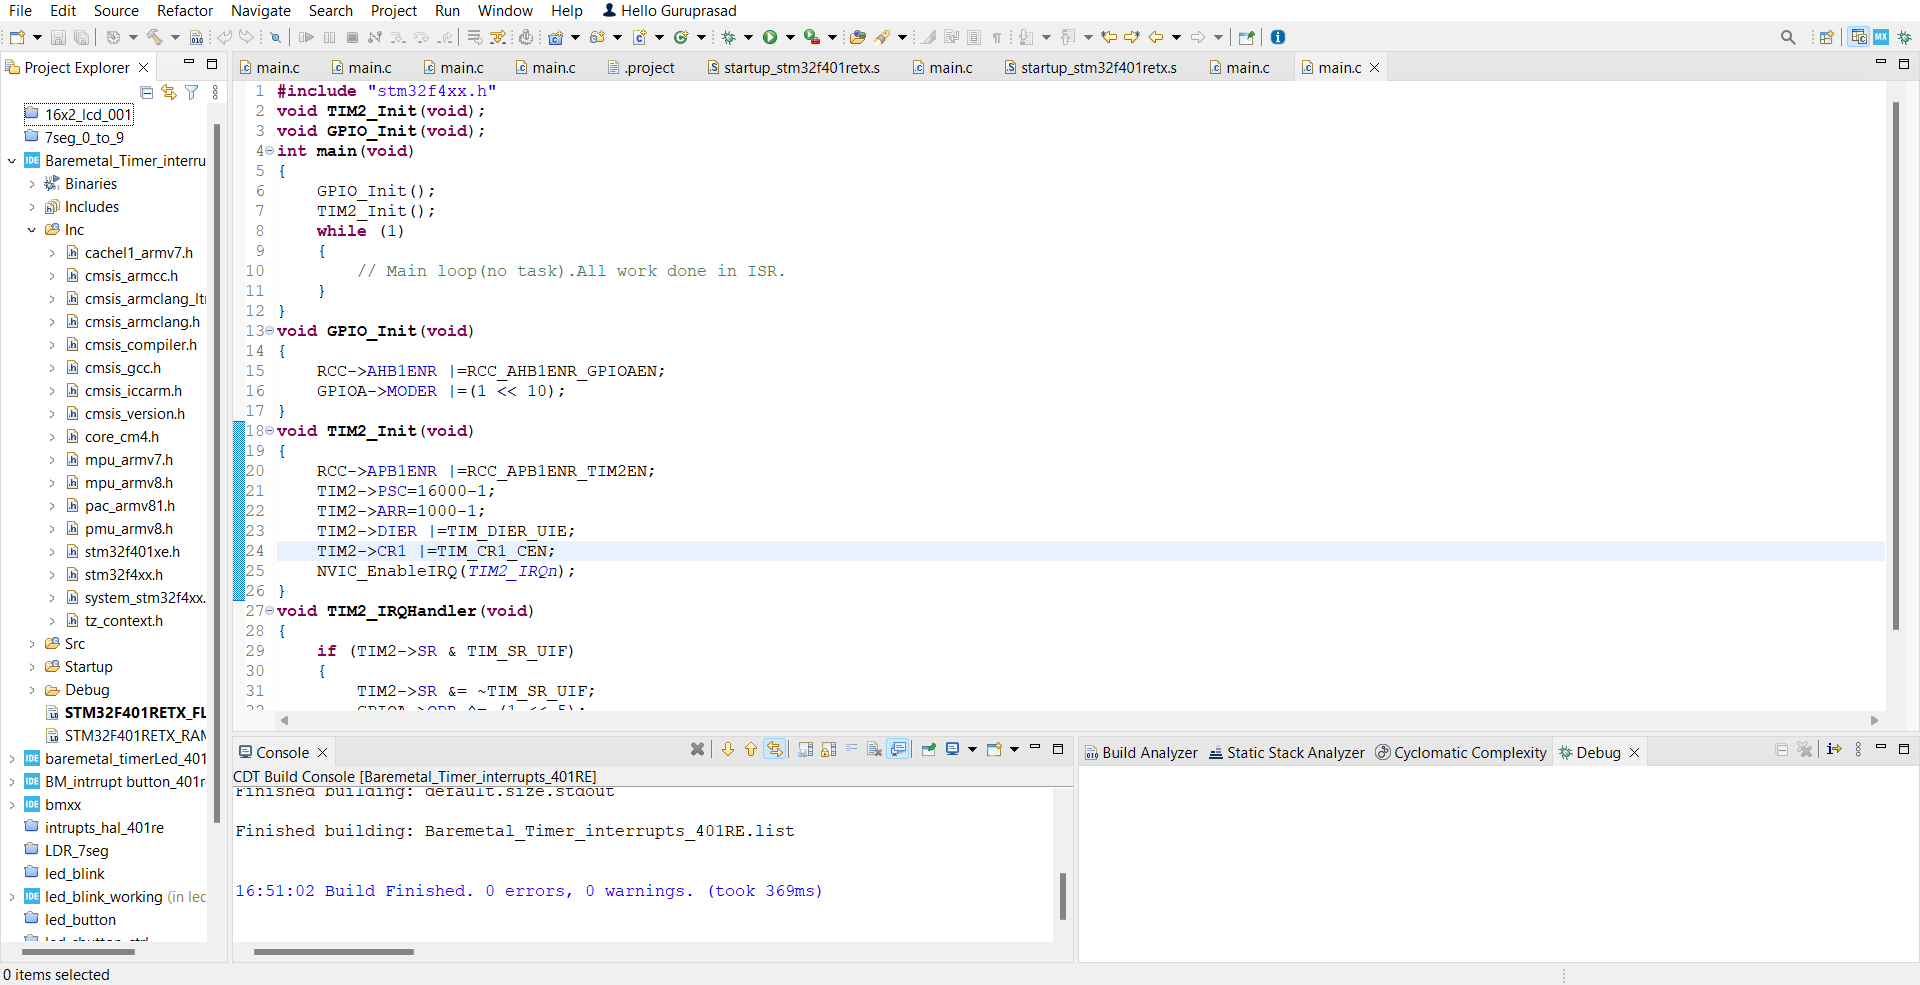 File Edit Source Refactor Navigate Search Project Run Window Help Hello Guruprasad
Project Explorer
main.c main.c main.c main.c .project startup_stm32f401retx.s main.c startup_stm32f401retx.s main.c main.c
16x2_lcd_001
7seg_0_to_9
Baremetal_Timer_interru
Binaries
Includes
Inc
cachel1_armv7.h
cmsis_armcc.h
cmsis_armclang_ltr
cmsis_armclang.h
cmsis_compiler.h
cmsis_gcc.h
cmsis_iccarm.h
cmsis_version.h
core_cm4.h
mpu_armv7.h
mpu_armv8.h
pac_armv81.h
pmu_armv8.h
stm32f401xe.h
stm32f4xx.h
system_stm32f4xx.
tz_context.h
Src
Startup
Debug
STM32F401RETX_FL
STM32F401RETX_RAM
baremetal_timerLed_401
BM_intrrupt button_401r
bmxx
intrupts_hal_401re
LDR_7seg
led_blink
led_blink_working (in led
led_button
1 #include "stm32f4xx.h"
2 void TIM2_Init(void);
3 void GPIO_Init(void);
4 int main(void)
5 {
6 GPIO_Init();
7 TIM2_Init();
8 while (1)
9 {
10 // Main loop(no task).All work done in ISR.
11 }
12 }
13 void GPIO_Init(void)
14 {
15 RCC->AHB1ENR |=RCC_AHB1ENR_GPIOAEN;
16 GPIOA->MODER |=(1 << 10);
17 }
18 void TIM2_Init(void)
19 {
20 RCC->APB1ENR |=RCC_APB1ENR_TIM2EN;
21 TIM2->PSC=16000-1;
22 TIM2->ARR=1000-1;
23 TIM2->DIER |=TIM_DIER_UIE;
24 TIM2->CR1 |=TIM_CR1_CEN;
25 NVIC_EnableIRQ(TIM2_IRQn);
26 }
27 void TIM2_IRQHandler(void)
28 {
29 if (TIM2->SR & TIM_SR_UIF)
30 {
31 TIM2->SR &= ~TIM_SR_UIF;
32 GPIOA->ODR ^= (1 << 5);
Console
CDT Build Console [Baremetal_Timer_interrupts_401RE]
Finished building: default.size.stdout
Finished building: Baremetal_Timer_interrupts_401RE.list
16:51:02 Build Finished. 0 errors, 0 warnings. (took 369ms)
Build Analyzer Static Stack Analyzer Cyclomatic Complexity Debug
0 items selected